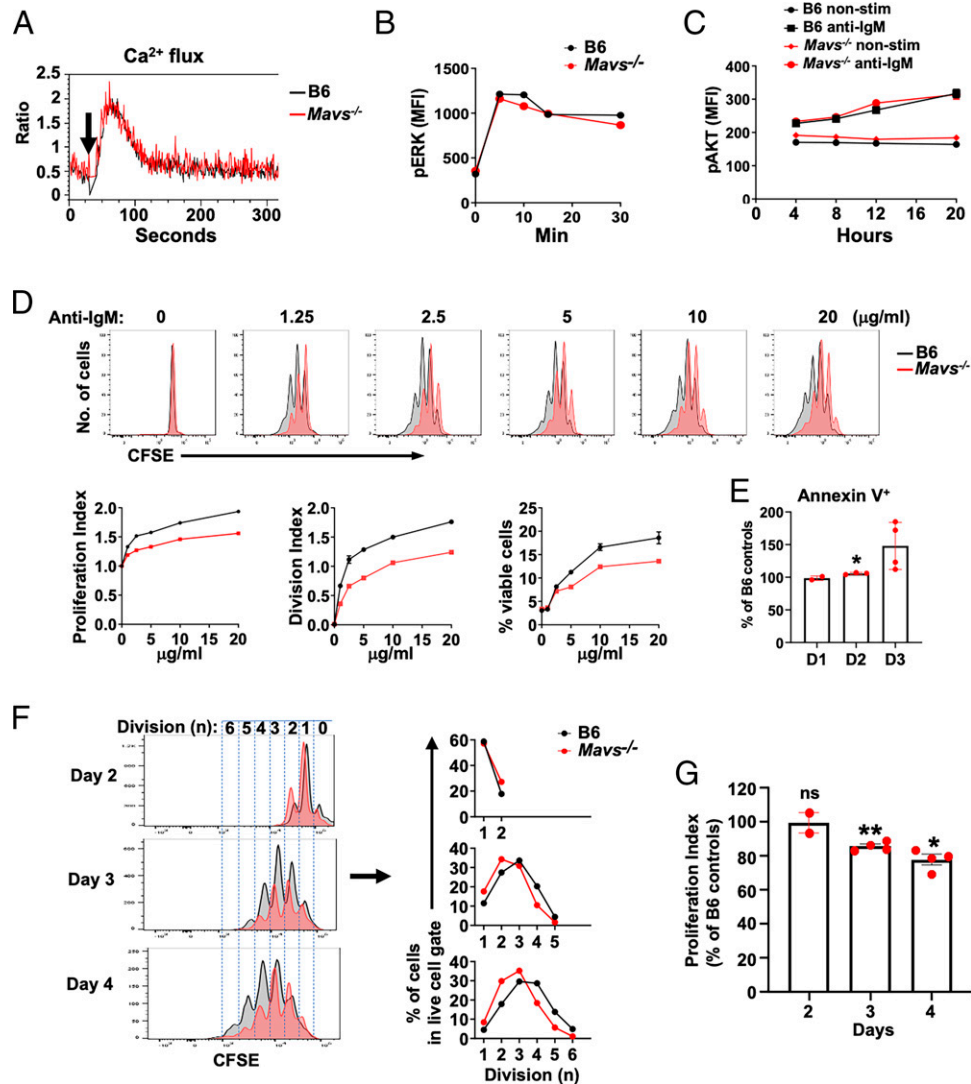 A
Ca²⁺ flux
Ratio
2.5
2
1.5
1
0.5
0
0 100 200 300
Seconds
B6
Mavs-/-
B
B6
Mavs-/-
pERK (MFI)
1500
1000
500
0
0 10 20 30
Min
C
B6 non-stim
B6 anti-IgM
Mavs-/- non-stim
Mavs-/- anti-IgM
pAKT (MFI)
400
300
200
100
0
0 4 8 12 16 20
Hours
D
Anti-IgM: 0 1.25 2.5 5 10 20 (μg/ml)
No. of cells
CFSE
B6
Mavs-/-
Proliferation Index
2.0
1.5
1.0
0.5
0.0
0 5 10 15 20
μg/ml
Division Index
2.0
1.5
1.0
0.5
0.0
0 5 10 15 20
μg/ml
% viable cells
25
20
15
10
5
0
0 5 10 15 20
μg/ml
E
Annexin V⁺
% of B6 controls
200
150
100
50
0
*
D1 D2 D3
F
Division (n): 6 5 4 3 2 1 0
Day 2
Day 3
Day 4
CFSE
B6
Mavs-/-
% of cells
in live cell gate
60
40
20
0
1 2
40
30
20
10
0
1 2 3 4 5
40
30
20
10
0
1 2 3 4 5 6
Division (n)
G
Proliferation Index
(% of B6 controls)
120
100
80
60
40
20
0
ns
**
*
2 3 4
Days